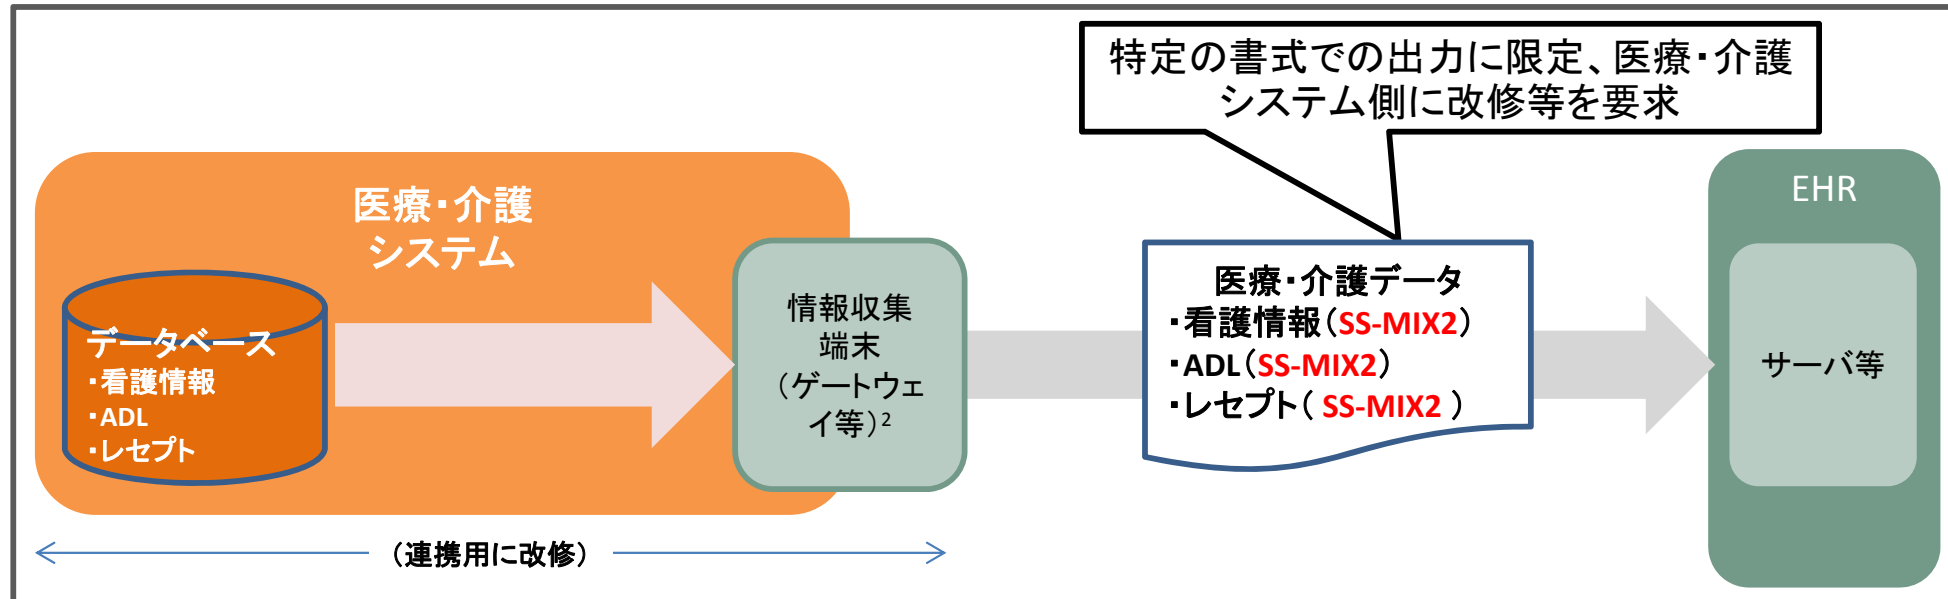 特定の書式での出力に限定、医療・介護
システム側に改修等を要求
医療・介護
システム
データベース
・看護情報
・ADL
・レセプト
情報収集
端末
（ゲートウェ
イ等）2
医療・介護データ
・看護情報（SS-MIX2）
・ADL（SS-MIX2）
・レセプト（ SS-MIX2 ）
EHR
サーバ等
（連携用に改修）